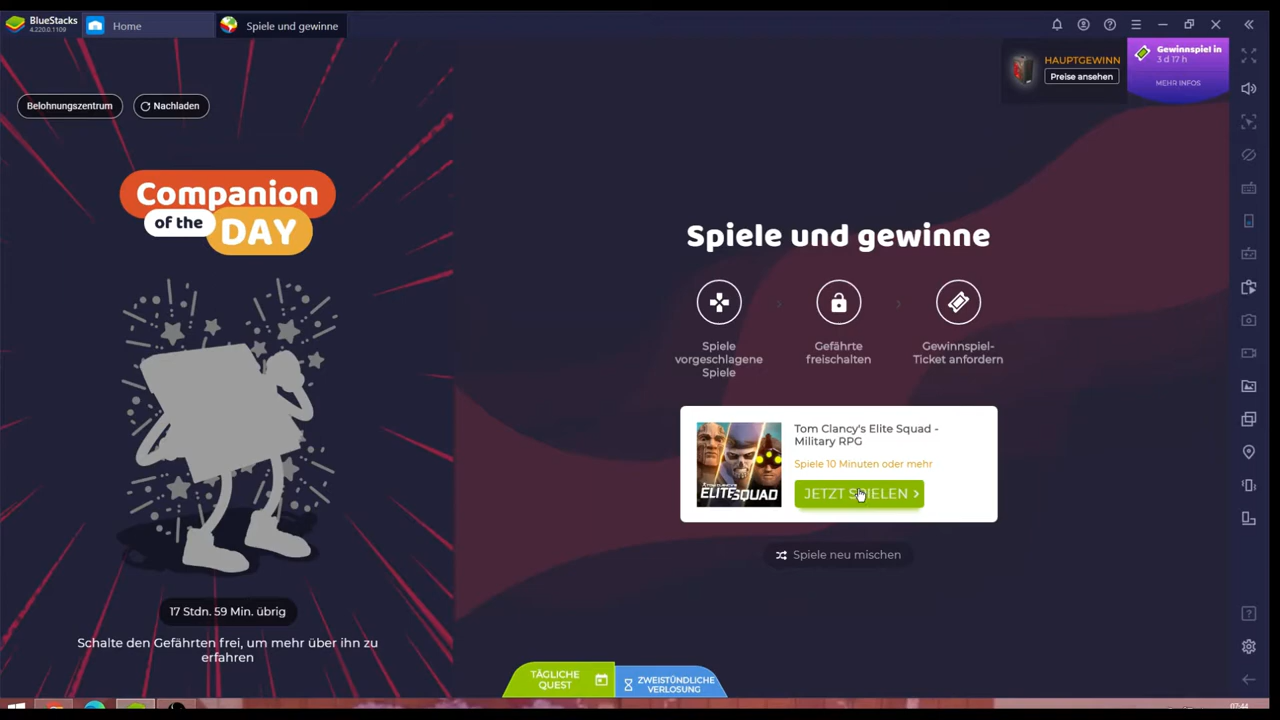 BlueStacks
4.220.0.1109
Home
Spiele und gewinne
HAUPTGEWINN
Preise ansehen
Gewinnspiel in
3 d 17 h
MEHR INFOS
Belohnungszentrum
Nachladen
Companion
of the
DAY
Spiele und gewinne
Spiele
vorgeschlagene
Spiele
Gefährte
freischalten
Gewinnspiel-
Ticket anfordern
ELITE SQUAD
Tom Clancy's Elite Squad -
Military RPG
Spiele 10 Minuten oder mehr
JETZT SPIELEN
Spiele neu mischen
17 Stdn. 59 Min. übrig
Schalte den Gefährten frei, um mehr über ihn zu
erfahren
TÄGLICHE
QUEST
ZWEISTÜNDLICHE
VERLOSUNG
07:44